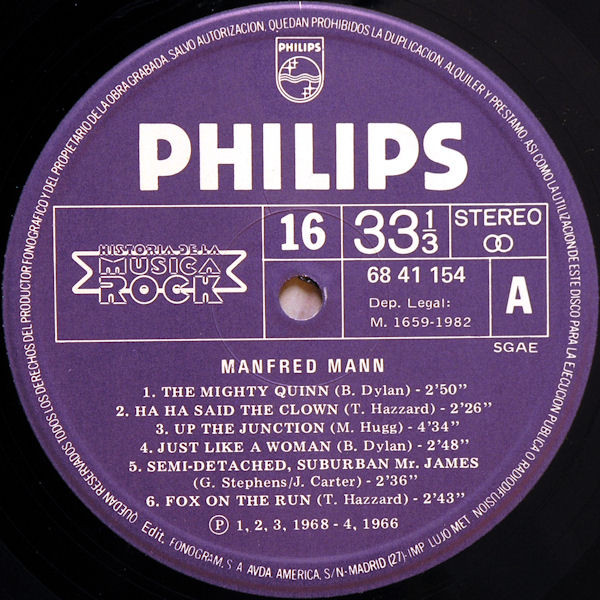 QUEDAN RESERVADOS TODOS LOS DERECHOS DEL PRODUCTOR FONOGRAFICO Y DEL PROPIETARIO DE LA OBRA GRABADA. SALVO AUTORIZACION, QUEDAN PROHIBIDOS LA DUPLICACION, ALQUILER Y PRESTAMO, ASI COMO LA UTILIZACION DE ESTE DISCO PARA LA EJECUCION PUBLICA O RADIODIFUSION
PHILIPS
PHILIPS
HISTORIA DE LA
MUSICA
ROCK
16
33 1/3
STEREO
68 41 154
Dep. Legal:
M. 1659-1982
A
SGAE
MANFRED MANN
1. THE MIGHTY QUINN (B. Dylan) - 2'50"
2. HA HA SAID THE CLOWN (T. Hazzard) - 2'26"
3. UP THE JUNCTION (M. Hugg) - 4'34"
4. JUST LIKE A WOMAN (B. Dylan) - 2'48"
5. SEMI-DETACHED, SUBURBAN Mr. JAMES
(G. Stephens/J. Carter) - 2'36"
6. FOX ON THE RUN (T. Hazzard) - 2'43"
Ⓟ 1, 2, 3, 1968 - 4, 1966
Edit. FONOGRAM, S. A. AVDA. AMERICA, S/N-MADRID (27); IMP. LUJO MET